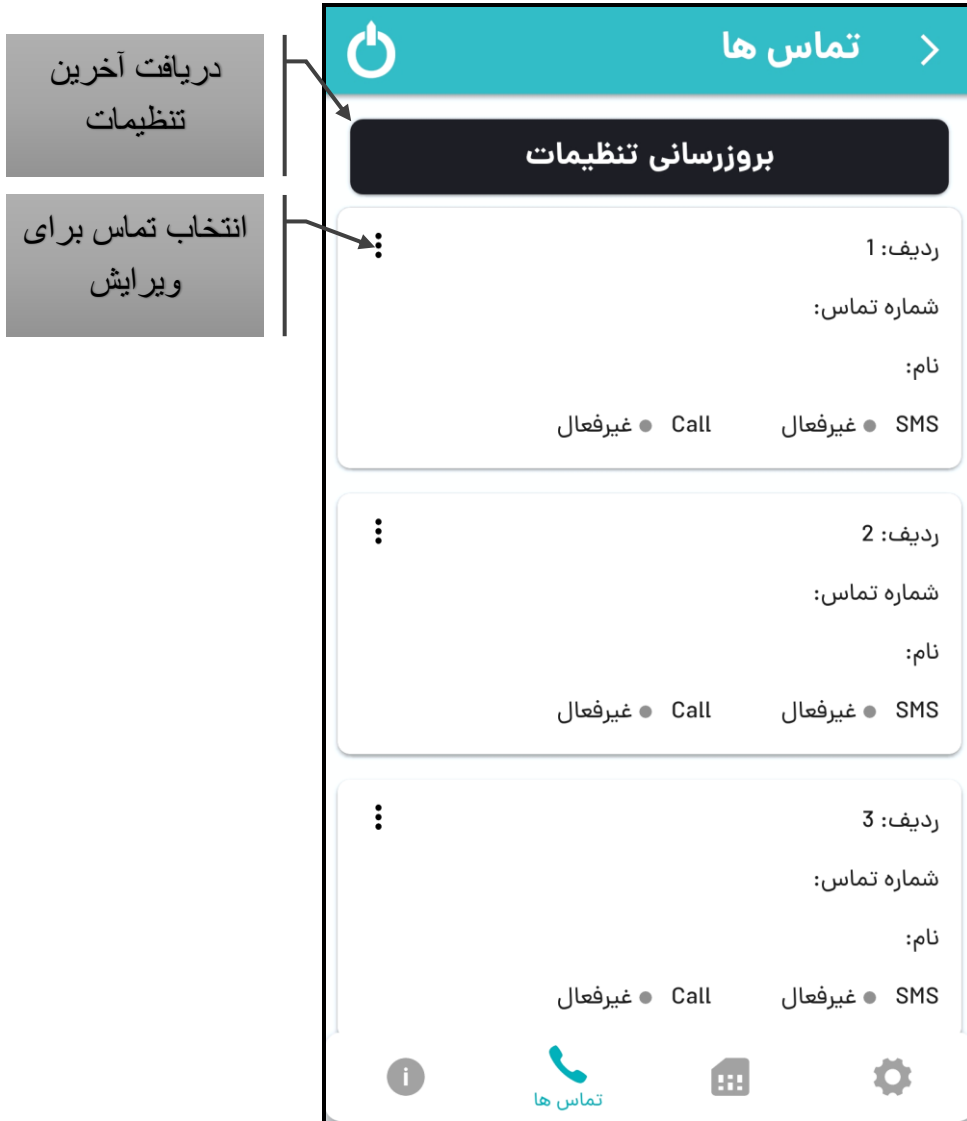 تماس ها
دریافت آخرین
تنظیمات
بروزرسانی تنظیمات
انتخاب تماس برای
ویرایش
ردیف: 1
شماره تماس:
نام:
SMS غیرفعال Call غیرفعال
ردیف: 2
شماره تماس:
نام:
SMS غیرفعال Call غیرفعال
ردیف: 3
شماره تماس:
نام:
SMS غیرفعال Call غیرفعال
تماس ها